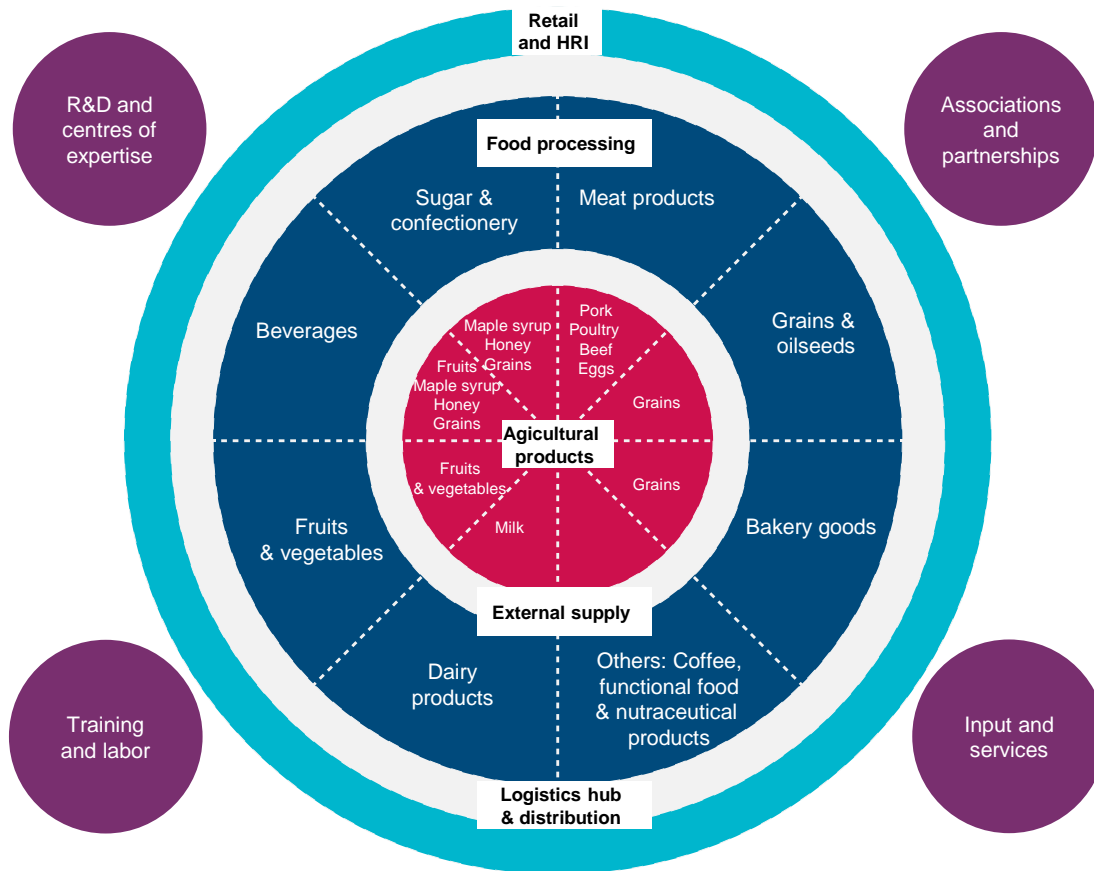 Retail
and HRI
R&D and
centres of
expertise
Associations
and
partnerships
Food processing
Sugar &
confectionery
Meat products
Beverages
Grains &
oilseeds
Maple syrup
Honey
Grains
Pork
Poultry
Beef
Eggs
Fruits
Maple syrup
Honey
Grains
Grains
Agicultural
products
Fruits
& vegetables
Grains
Milk
Fruits
& vegetables
Bakery goods
External supply
Dairy
products
Others: Coffee,
functional food
& nutraceutical
products
Training
and labor
Input and
services
Logistics hub
& distribution